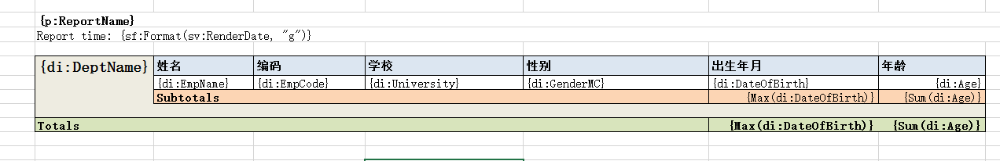 {p:ReportName}
Report time: {sf:Format(sv:RenderDate, "g")}
{di:DeptName} 姓名 编码 学校 性别 出生年月 年龄
{di:EmpName} {di:EmpCode} {di:University} {di:GenderMC} {di:DateOfBirth} {di:Age}
Subtotals {Max(di:DateOfBirth)} {Sum(di:Age)}
Totals {Max(di:DateOfBirth)} {Sum(di:Age)}